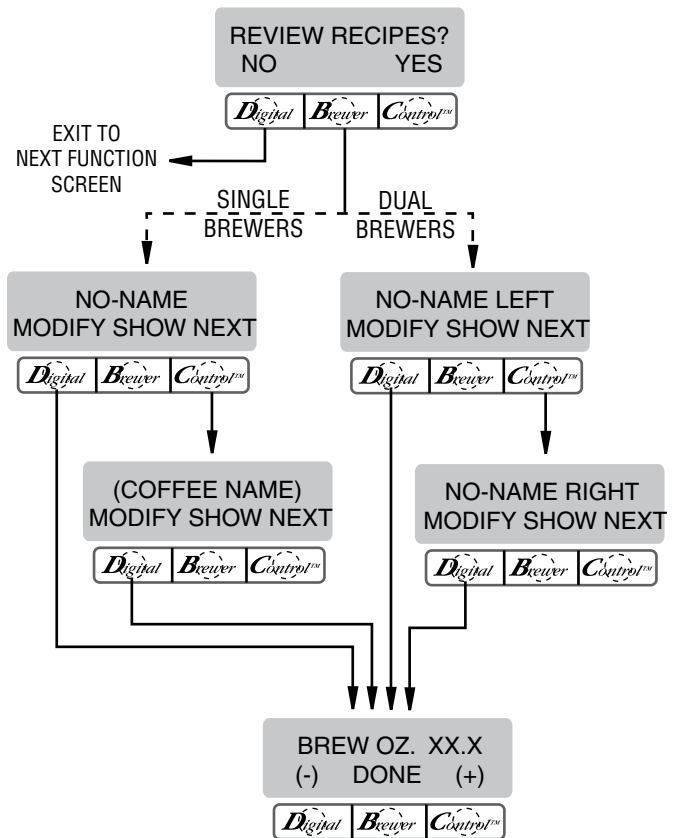 REVIEW RECIPES?
NO YES
Digital Brewer Control™
EXIT TO
NEXT FUNCTION
SCREEN
SINGLE
BREWERS
DUAL
BREWERS
NO-NAME
MODIFY SHOW NEXT
Digital Brewer Control™
NO-NAME LEFT
MODIFY SHOW NEXT
Digital Brewer Control™
(COFFEE NAME)
MODIFY SHOW NEXT
Digital Brewer Control™
NO-NAME RIGHT
MODIFY SHOW NEXT
Digital Brewer Control™
BREW OZ. XX.X
(-) DONE (+)
Digital Brewer Control™